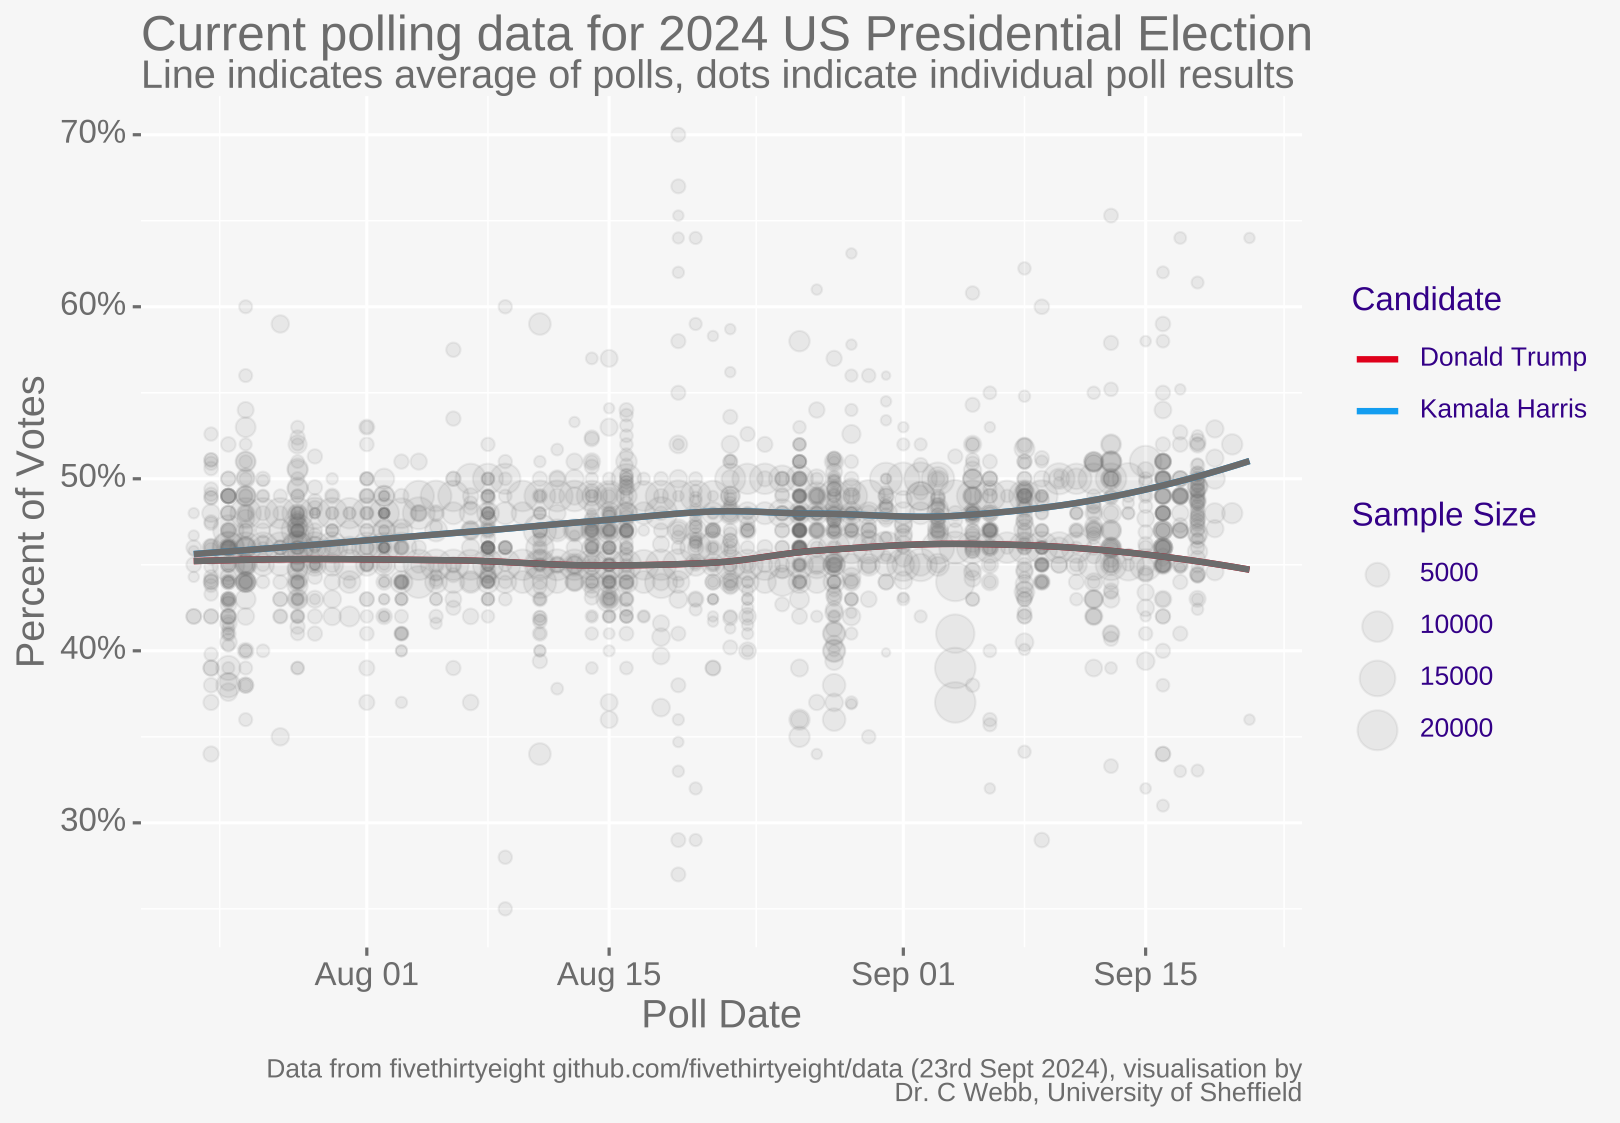 Current polling data for 2024 US Presidential Election
Line indicates average of polls, dots indicate individual poll results
70%
60%
50%
40%
30%
Percent of Votes
Aug 01
Aug 15
Sep 01
Sep 15
Poll Date
Candidate
Donald Trump
Kamala Harris
Sample Size
5000
10000
15000
20000
Data from fivethirtyeight github.com/fivethirtyeight/data (23rd Sept 2024), visualisation by
Dr. C Webb, University of Sheffield